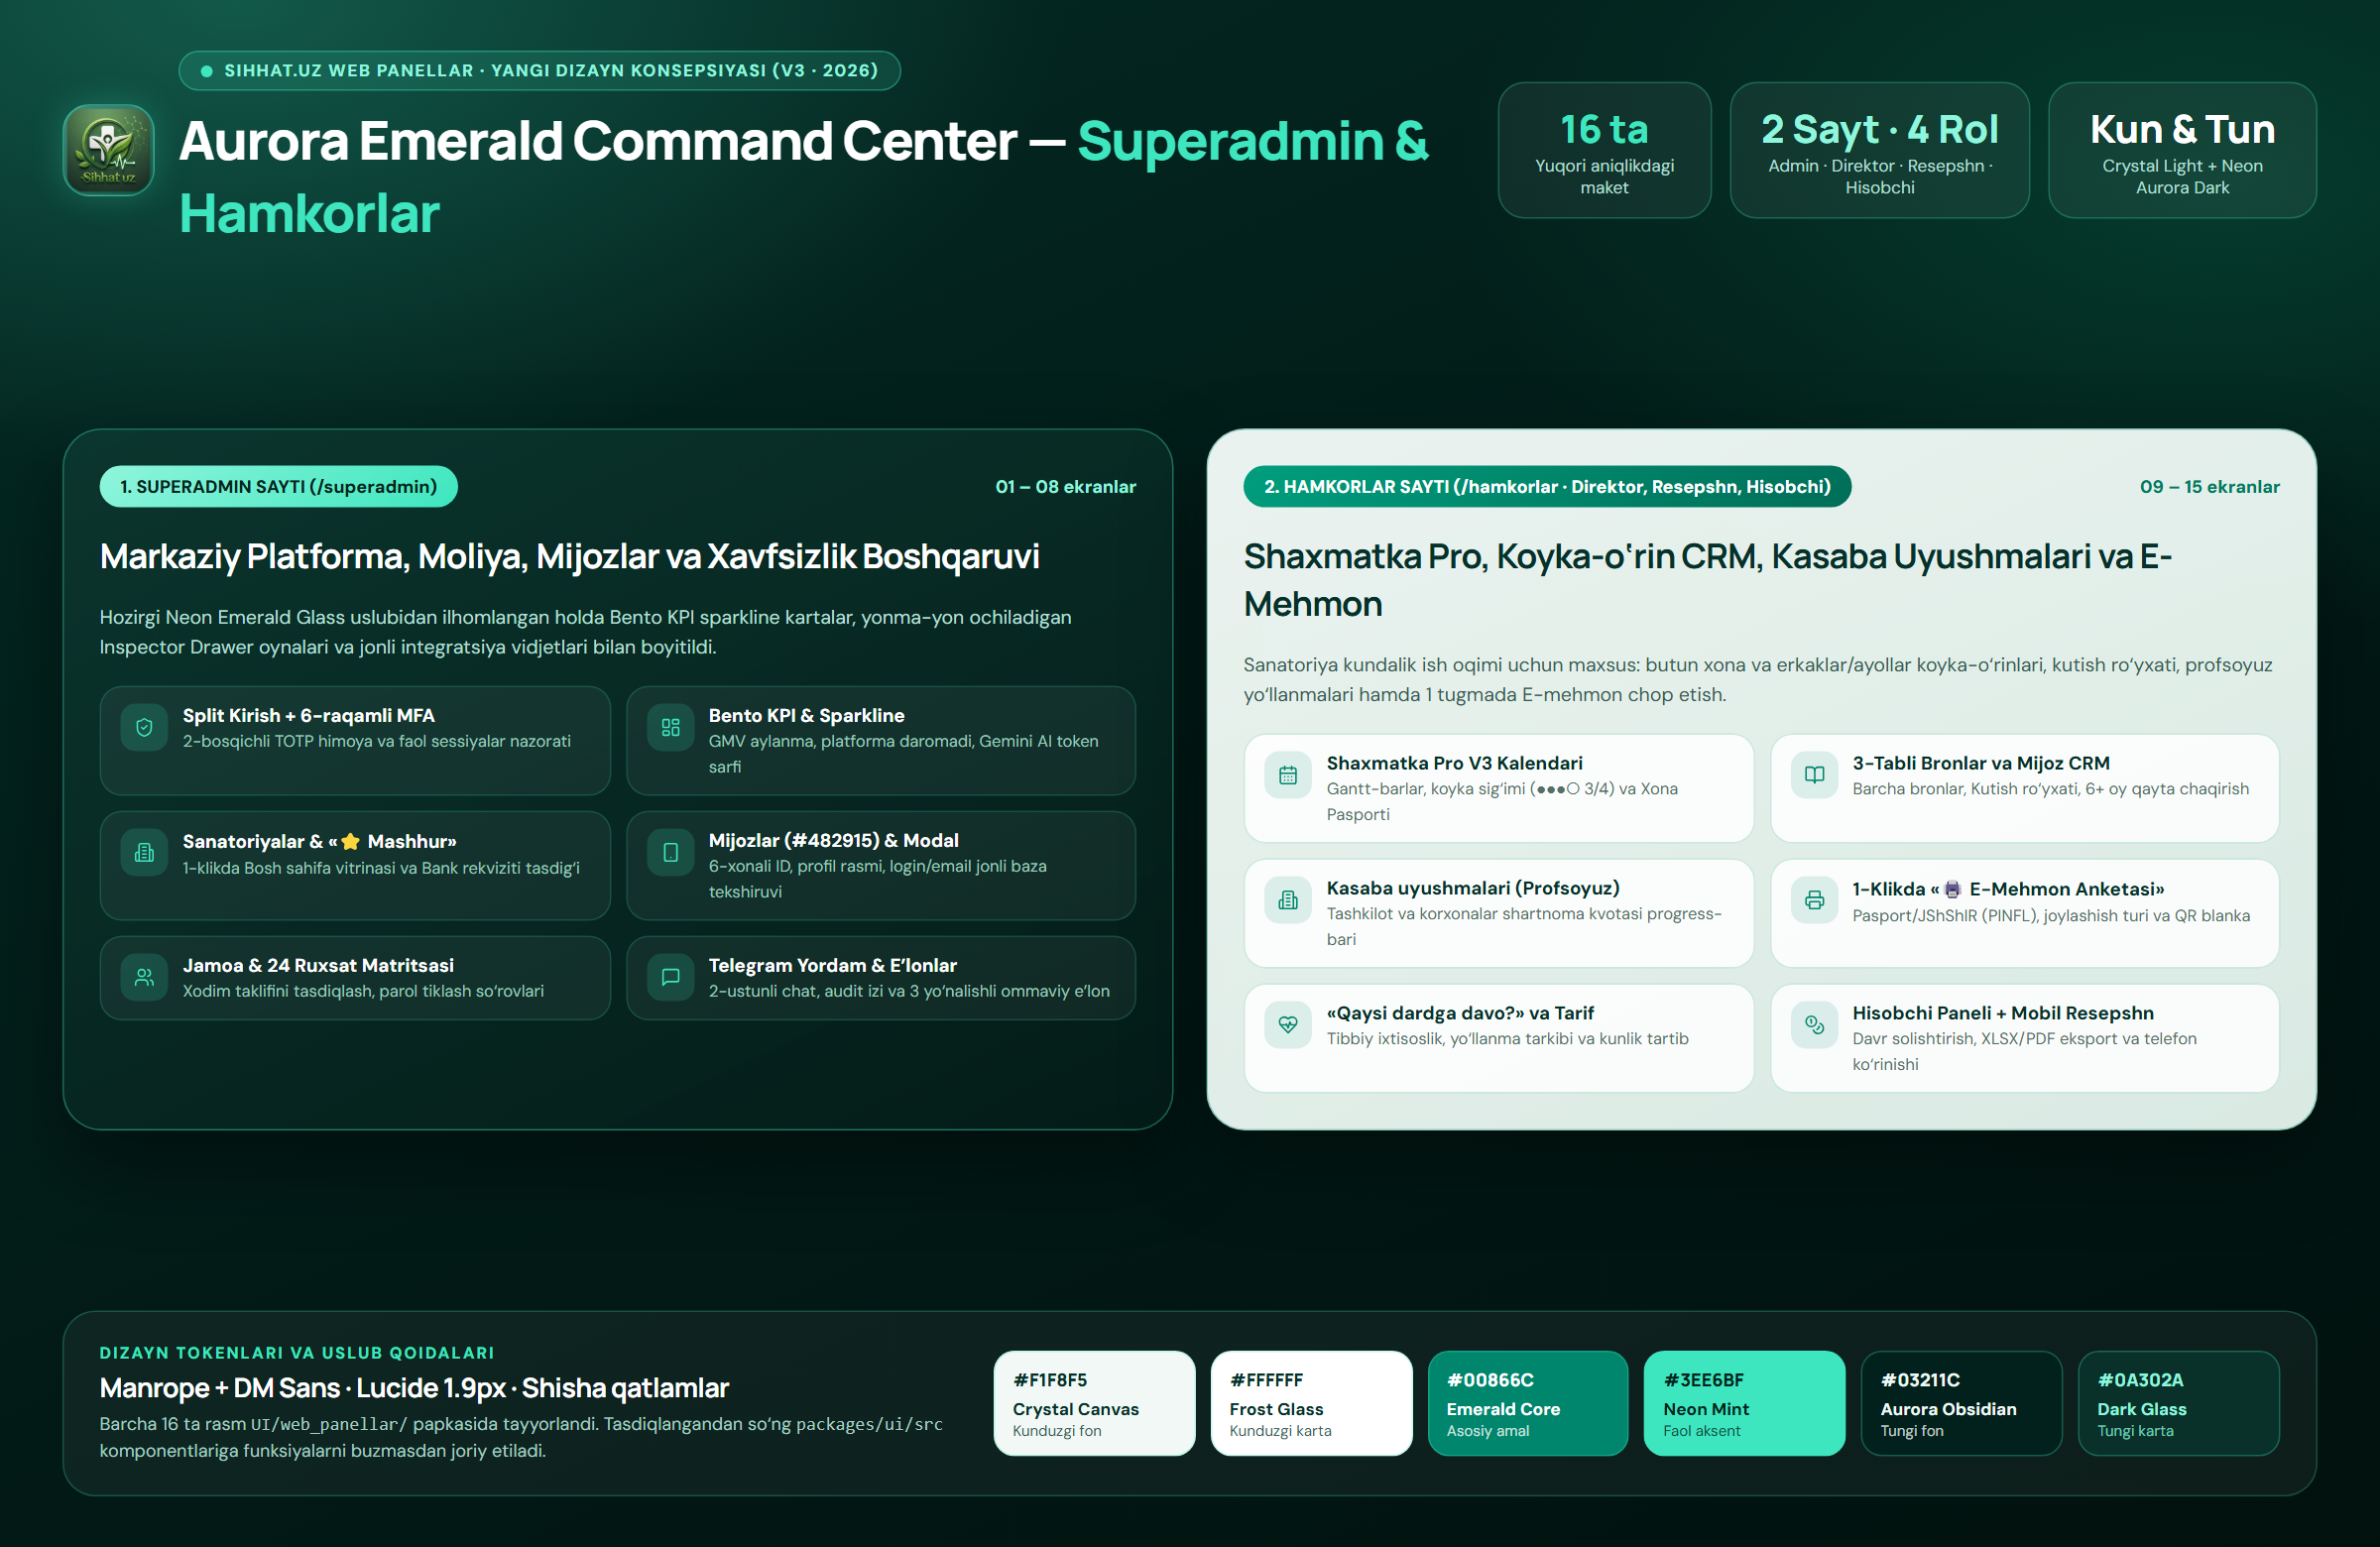 SIHHAT.UZ WEB PANELLAR · YANGI DIZAYN KONSEPSIYASI (V3 · 2026)
Sihhat.uz
Aurora Emerald Command Center — Superadmin &
Hamkorlar
16 ta
Yuqori aniqlikdagi
maket
2 Sayt · 4 Rol
Admin · Direktor · Resepshn ·
Hisobchi
Kun & Tun
Crystal Light + Neon
Aurora Dark
1. SUPERADMIN SAYTI (/superadmin)
01 – 08 ekranlar
Markaziy Platforma, Moliya, Mijozlar va Xavfsizlik Boshqaruvi
Hozirgi Neon Emerald Glass uslubidan ilhomlangan holda Bento KPI sparkline kartalar, yonma-yon ochiladigan
Inspector Drawer oynalari va jonli integratsiya vidjetlari bilan boyitildi.
Split Kirish + 6-raqamli MFA
2-bosqichli TOTP himoya va faol sessiyalar nazorati
Bento KPI & Sparkline
GMV aylanma, platforma daromadi, Gemini AI token
sarfi
Sanatoriyalar & «⭐ Mashhur»
1-klikda Bosh sahifa vitrinasi va Bank rekviziti tasdig‘i
Mijozlar (#482915) & Modal
6-xonali ID, profil rasmi, login/email jonli baza
tekshiruvi
Jamoa & 24 Ruxsat Matritsasi
Xodim taklifini tasdiqlash, parol tiklash so‘rovlari
Telegram Yordam & E’lonlar
2-ustunli chat, audit izi va 3 yo‘nalishli ommaviy e’lon
2. HAMKORLAR SAYTI (/hamkorlar · Direktor, Resepshn, Hisobchi)
09 – 15 ekranlar
Shaxmatka Pro, Koyka-o‘rin CRM, Kasaba Uyushmalari va E-
Mehmon
Sanatoriya kundalik ish oqimi uchun maxsus: butun xona va erkaklar/ayollar koyka-o‘rinlari, kutish ro‘yxati, profsoyuz
yo‘llanmalari hamda 1 tugmada E-mehmon chop etish.
Shaxmatka Pro V3 Kalendari
Gantt-barlar, koyka sig‘imi (●●●○ 3/4) va Xona
Pasporti
3-Tabli Bronlar va Mijoz CRM
Barcha bronlar, Kutish ro‘yxati, 6+ oy qayta chaqirish
Kasaba uyushmalari (Profsoyuz)
Tashkilot va korxonalar shartnoma kvotasi progress-
bari
1-Klikda «🖨 E-Mehmon Anketasi»
Pasport/JShShIR (PINFL), joylashish turi va QR blanka
«Qaysi dardga davo?» va Tarif
Tibbiy ixtisoslik, yo‘llanma tarkibi va kunlik tartib
Hisobchi Paneli + Mobil Resepshn
Davr solishtirish, XLSX/PDF eksport va telefon
ko‘rinishi
DIZAYN TOKENLARI VA USLUB QOIDALARI
Manrope + DM Sans · Lucide 1.9px · Shisha qatlamlar
Barcha 16 ta rasm UI/web_panellar/ papkasida tayyorlandi. Tasdiqlangandan so‘ng packages/ui/src
komponentlariga funksiyalarni buzmasdan joriy etiladi.
#F1F8F5
Crystal Canvas
Kunduzgi fon
#FFFFFF
Frost Glass
Kunduzgi karta
#00866C
Emerald Core
Asosiy amal
#3EE6BF
Neon Mint
Faol aksent
#03211C
Aurora Obsidian
Tungi fon
#0A302A
Dark Glass
Tungi karta